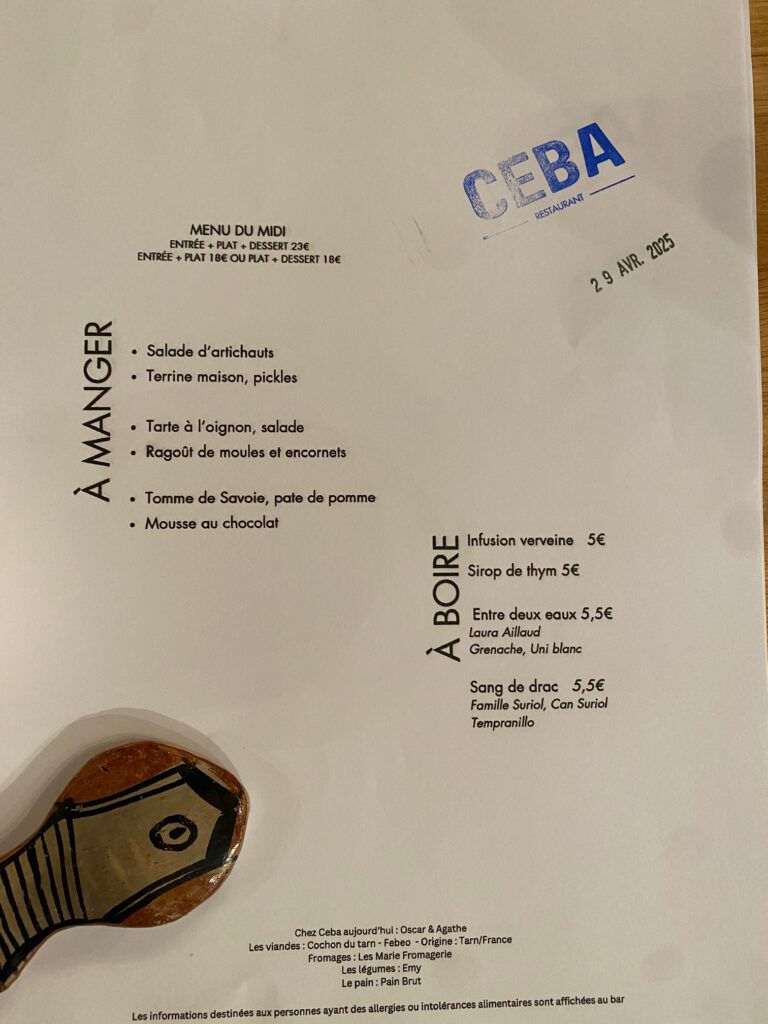 CEBA
RESTAURANT
29 AVR. 2025
MENU DU MIDI
ENTRÉE + PLAT + DESSERT 23€
ENTRÉE + PLAT 18€ OU PLAT + DESSERT 18€
À MANGER
• Salade d'artichauts
• Terrine maison, pickles
• Tarte à l'oignon, salade
• Ragoût de moules et encornets
• Tomme de Savoie, pate de pomme
• Mousse au chocolat
À BOIRE
Infusion verveine 5€
Sirop de thym 5€
Entre deux eaux 5,5€
Laura Aillaud
Grenache, Uni blanc
Sang de drac 5,5€
Famille Suriol, Can Suriol
Tempranillo
Chez Ceba aujourd'hui : Oscar & Agathe
Les viandes : Cochon du tarn - Febeo - Origine : Tarn/France
Fromages : Les Marie Fromagerie
Les légumes : Emy
Le pain : Pain Brut
Les informations destinées aux personnes ayant des allergies ou intolérances alimentaires sont affichées au bar